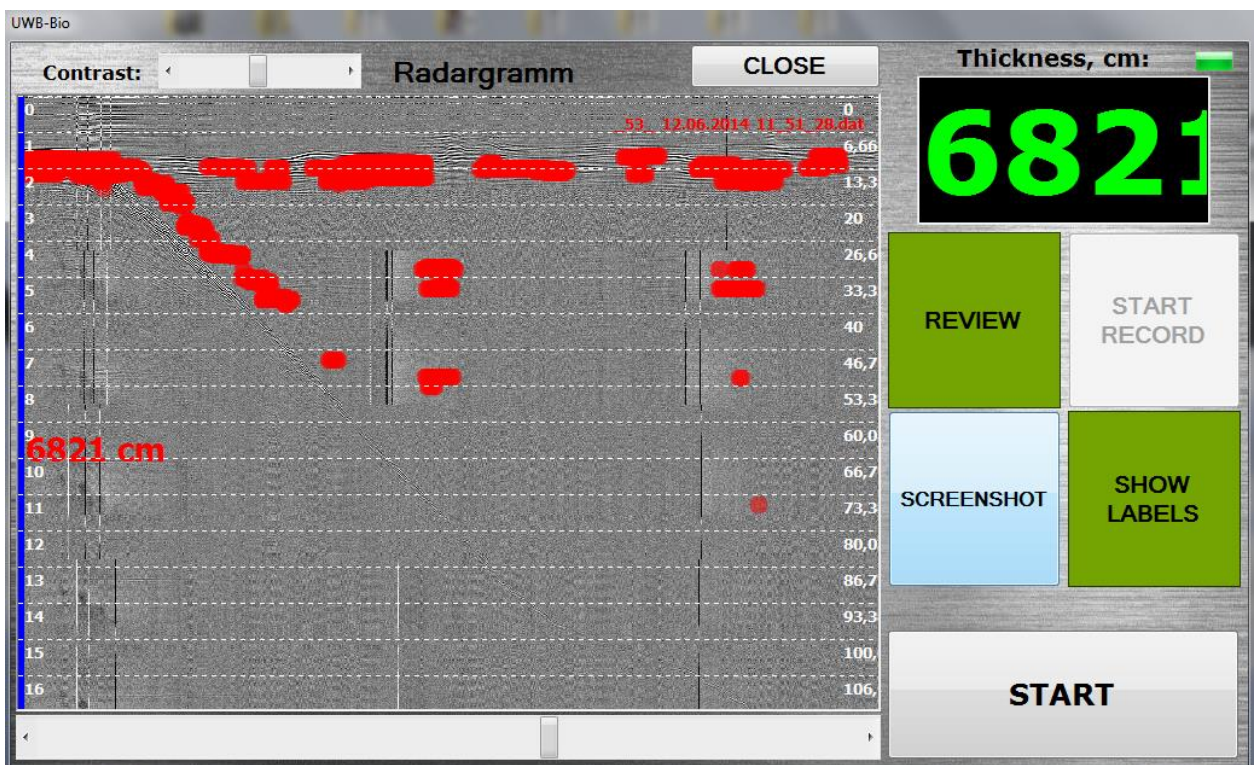 UWB-Bio
Contrast:
Radargramm
CLOSE
Thickness, cm:
6821
_53_ 12.06.2014 11_51_28.dat
0 0
1 6,66
2 13,3
3 20
4 26,6
5 33,3
6 40
7 46,7
8 53,3
9 60,0
6821 cm
10 66,7
11 73,3
12 80,0
13 86,7
14 93,3
15 100,
16 106,
REVIEW
START
RECORD
SCREENSHOT
SHOW
LABELS
START